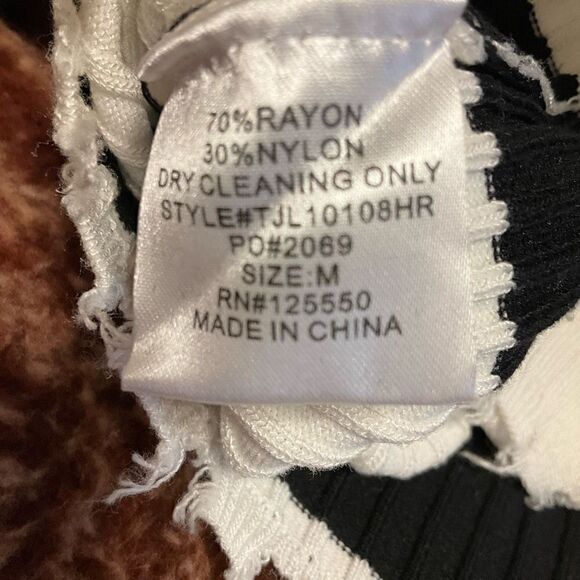 70%RAYON
30%NYLON
DRY CLEANING ONLY
STYLE#TJL10108HR
PO#2069
SIZE:M
RN#125550
MADE IN CHINA